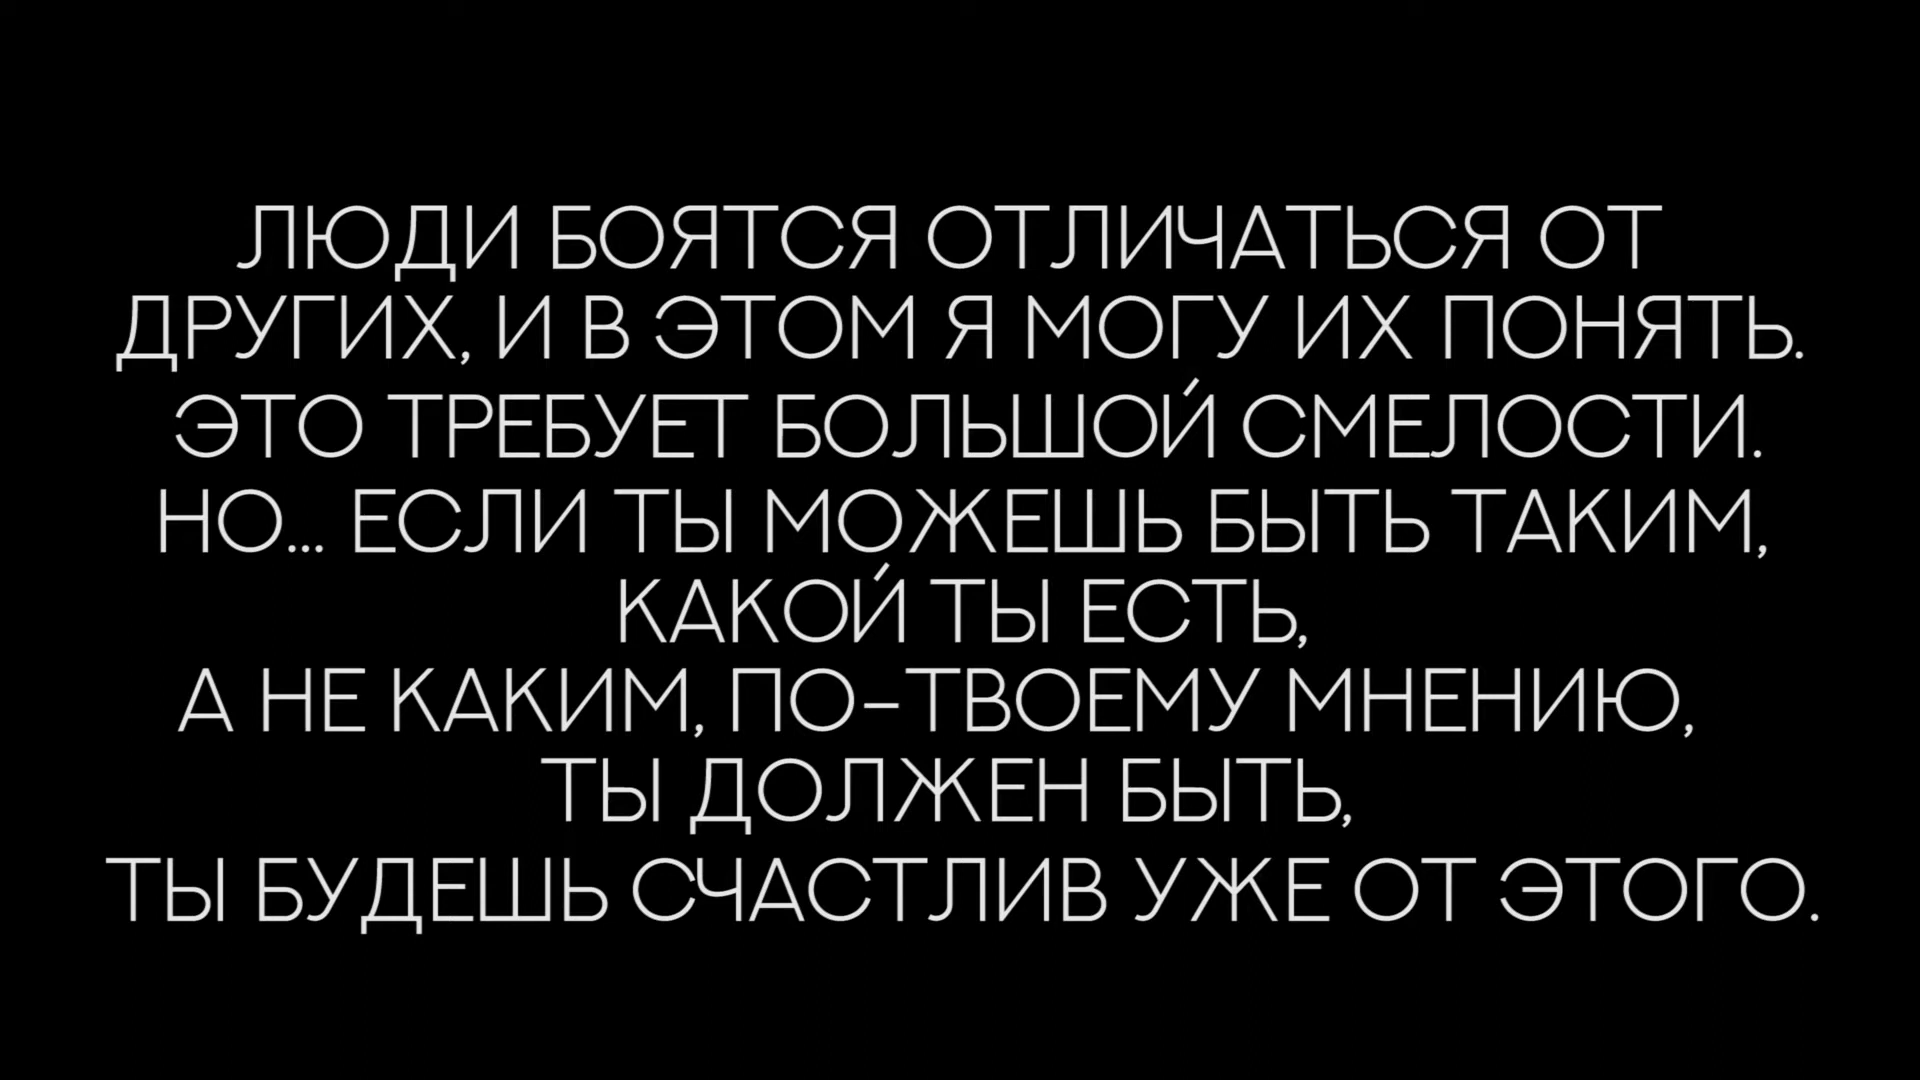 ЛЮДИ БОЯТСЯ ОТЛИЧАТЬСЯ ОТ
ДРУГИХ, И В ЭТОМ Я МОГУ ИХ ПОНЯТЬ.
ЭТО ТРЕБУЕТ БОЛЬШОЙ СМЕЛОСТИ.
НО... ЕСЛИ ТЫ МОЖЕШЬ БЫТЬ ТАКИМ,
КАКОЙ ТЫ ЕСТЬ,
А НЕ КАКИМ, ПО-ТВОЕМУ МНЕНИЮ,
ТЫ ДОЛЖЕН БЫТЬ,
ТЫ БУДЕШЬ СЧАСТЛИВ УЖЕ ОТ ЭТОГО.